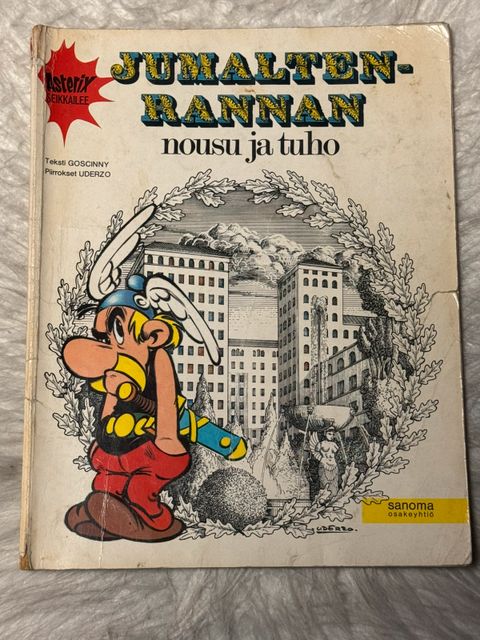 Asterix
SEIKKAILEE
JUMALTEN-
RANNAN
nousu ja tuho
Teksti GOSCINNY
Piirrokset UDERZO
sanoma
osakeyhtiö
UDERZO.